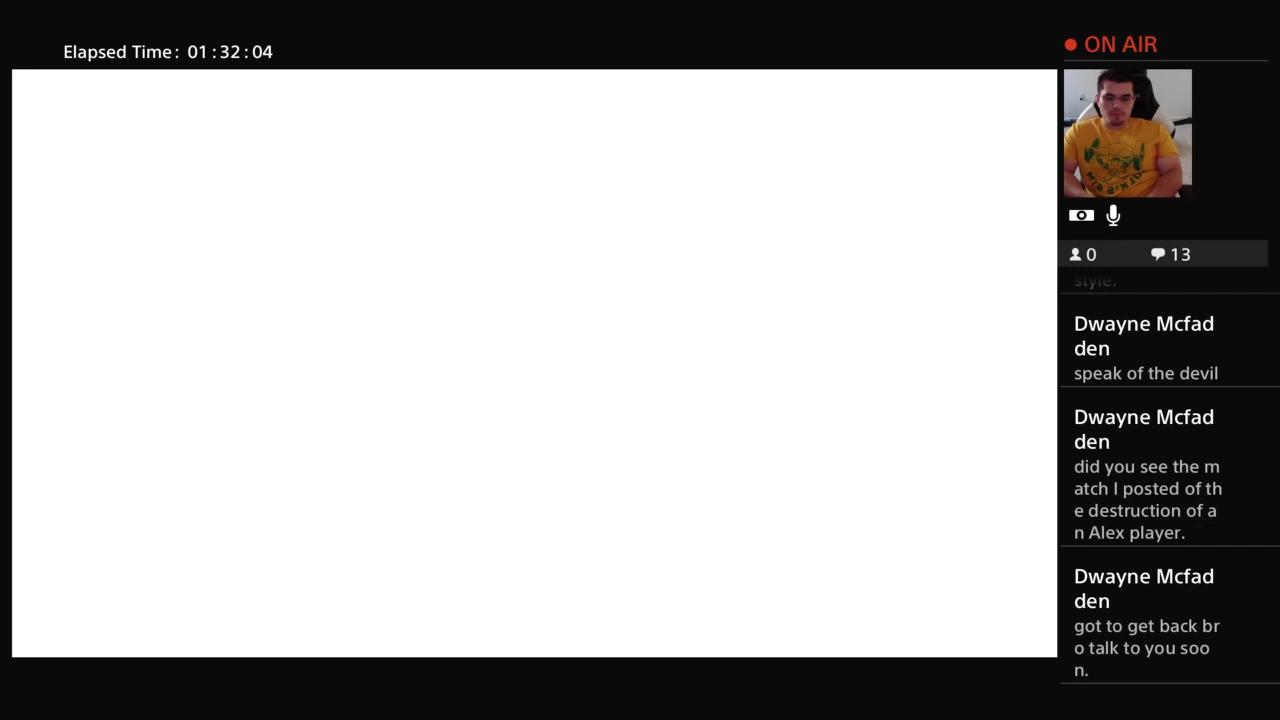 Elapsed Time: 01:32:04
ON AIR
0 13
style.
Dwayne Mcfad
den
speak of the devil
Dwayne Mcfad
den
did you see the m
atch I posted of th
e destruction of a
n Alex player.
Dwayne Mcfad
den
got to get back br
o talk to you soo
n.